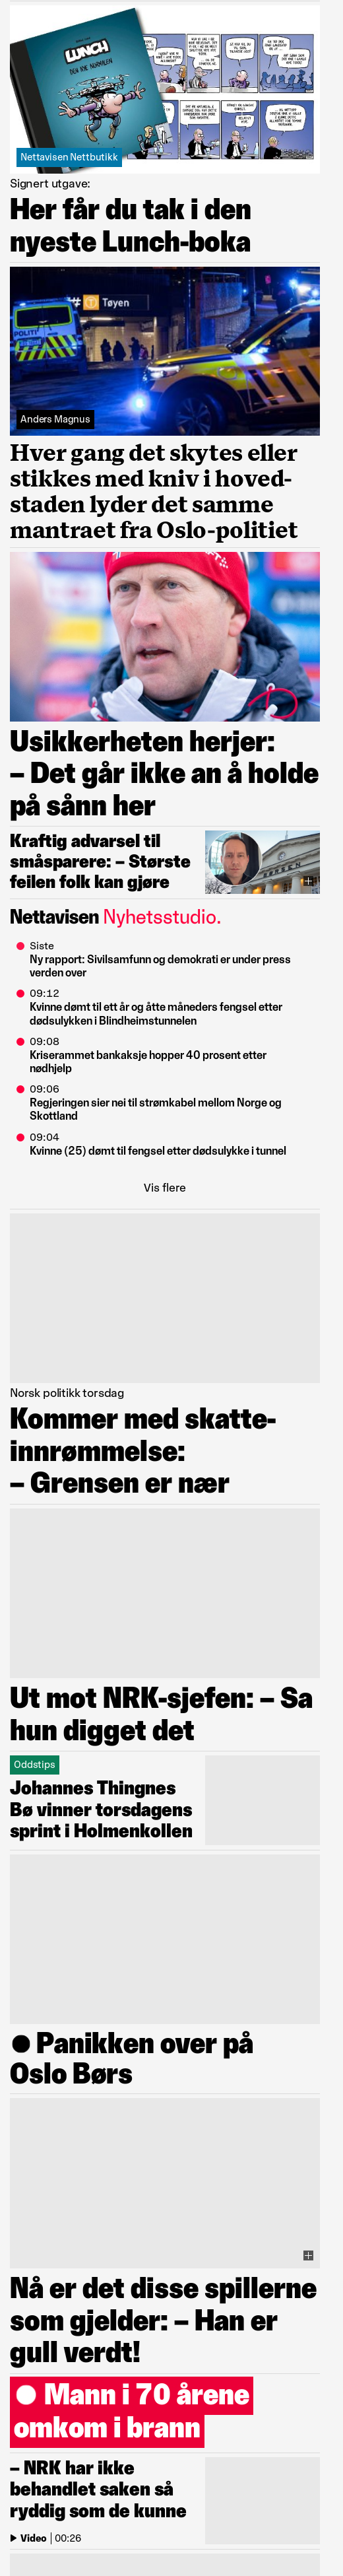 LUNCH
DEN NYE NORMALEN
Nettavisen Nettbutikk
Signert utgave:
Her får du tak i den
nyeste Lunch-boka
Tøyen
POLITI
Anders Magnus
Hver gang det skytes eller
stikkes med kniv i hoved-
staden lyder det samme
mantraet fra Oslo-politiet
Usikkerheten herjer:
– Det går ikke an å holde
på sånn her
Kraftig advarsel til
småsparere: – Største
feilen folk kan gjøre
Nettavisen Nyhetsstudio.
Siste
Ny rapport: Sivilsamfunn og demokrati er under press
verden over
09:12
Kvinne dømt til ett år og åtte måneders fengsel etter
dødsulykken i Blindheimstunnelen
09:08
Kriserammet bankaksje hopper 40 prosent etter
nødhjelp
09:06
Regjeringen sier nei til strømkabel mellom Norge og
Skottland
09:04
Kvinne (25) dømt til fengsel etter dødsulykke i tunnel
Vis flere
Norsk politikk torsdag
Kommer med skatte-
innrømmelse:
– Grensen er nær
Ut mot NRK-sjefen: – Sa
hun digget det
Oddstips
Johannes Thingnes
Bø vinner torsdagens
sprint i Holmenkollen
Panikken over på
Oslo Børs
Nå er det disse spillerne
som gjelder: – Han er
gull verdt!
Mann i 70 årene
omkom i brann
– NRK har ikke
behandlet saken så
ryddig som de kunne
Video 00:26